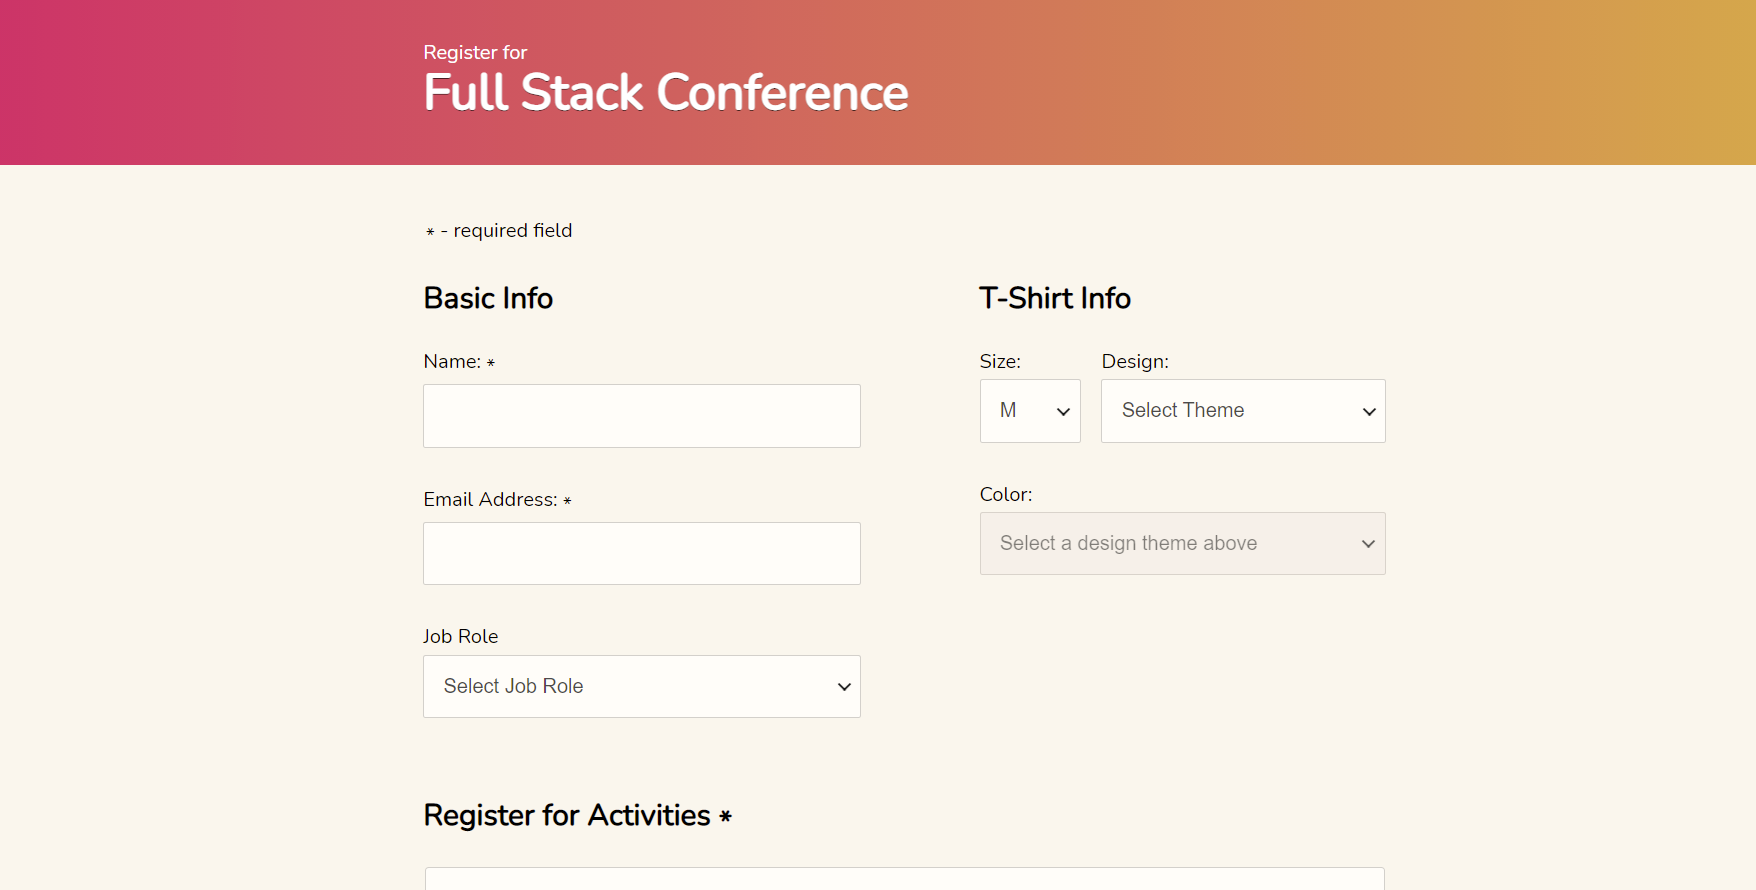 Register for
Full Stack Conference
* - required field
Basic Info
Name: *
Email Address: *
Job Role
Select Job Role
T-Shirt Info
Size:
M
Design:
Select Theme
Color:
Select a design theme above
Register for Activities *